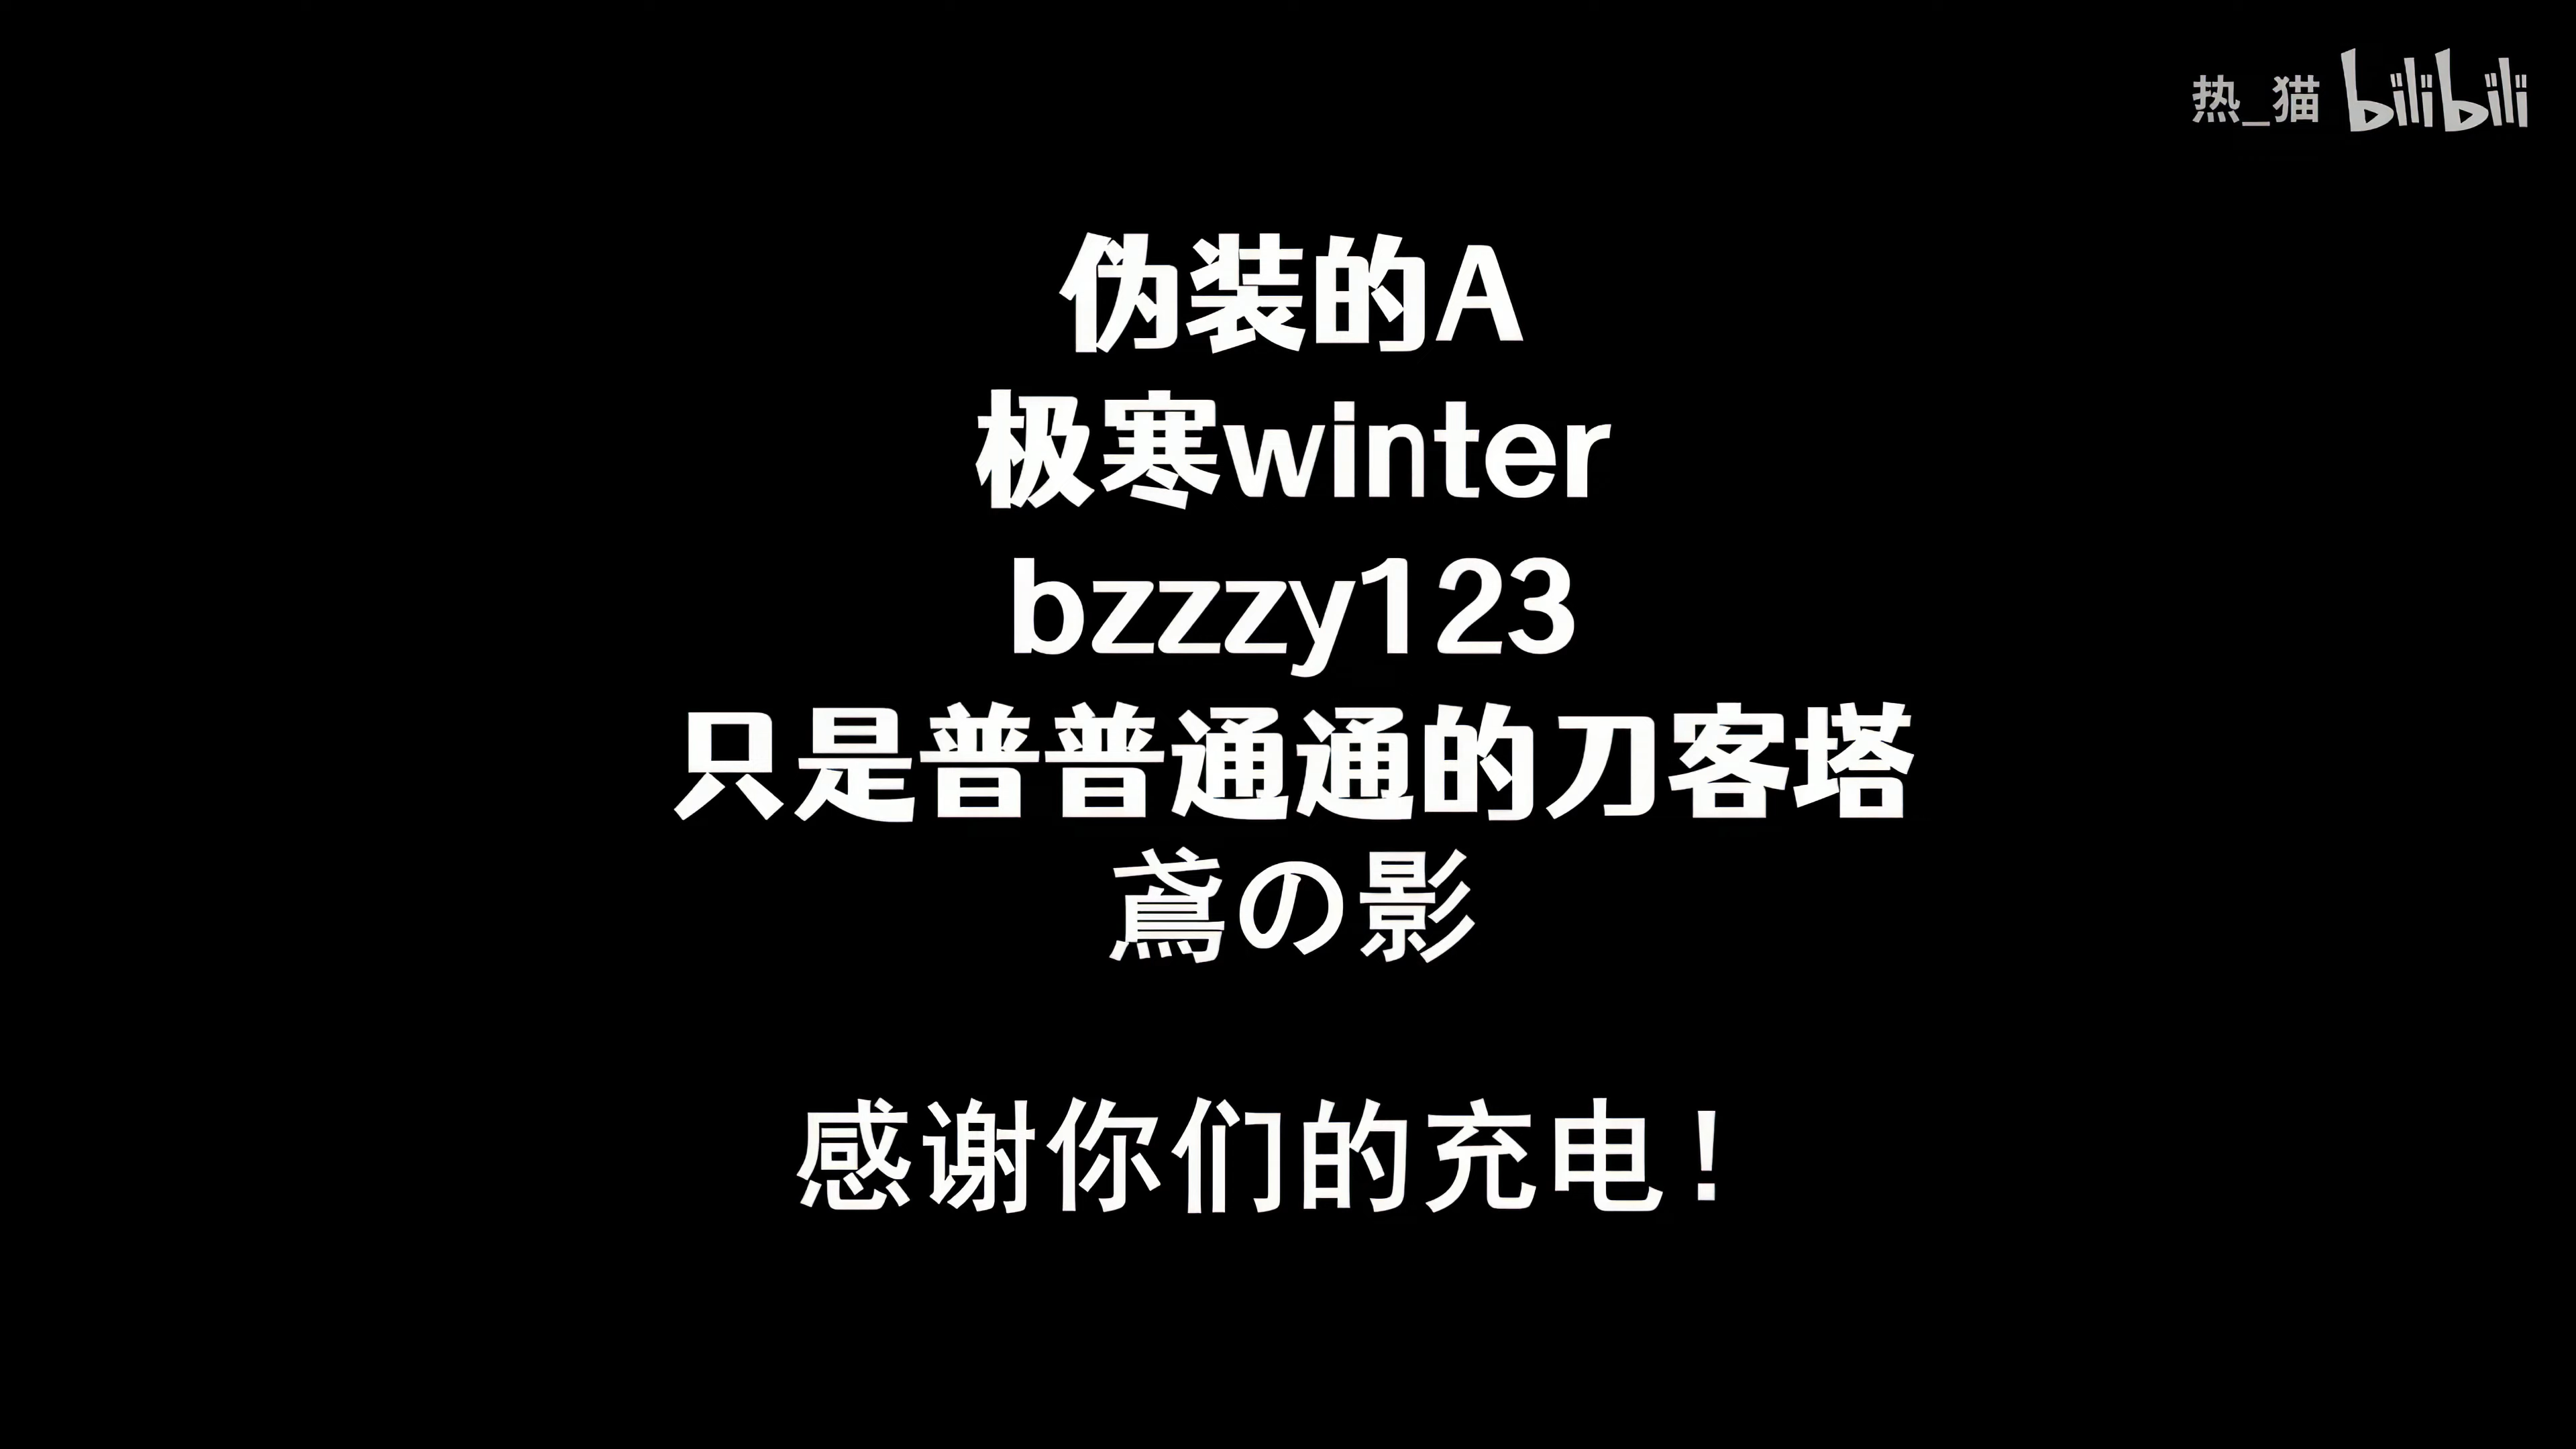 热_猫 bilibili
伪装的A
极寒winter
bzzzy123
只是普普通通的刀客塔
鳶の影
感谢你们的充电！